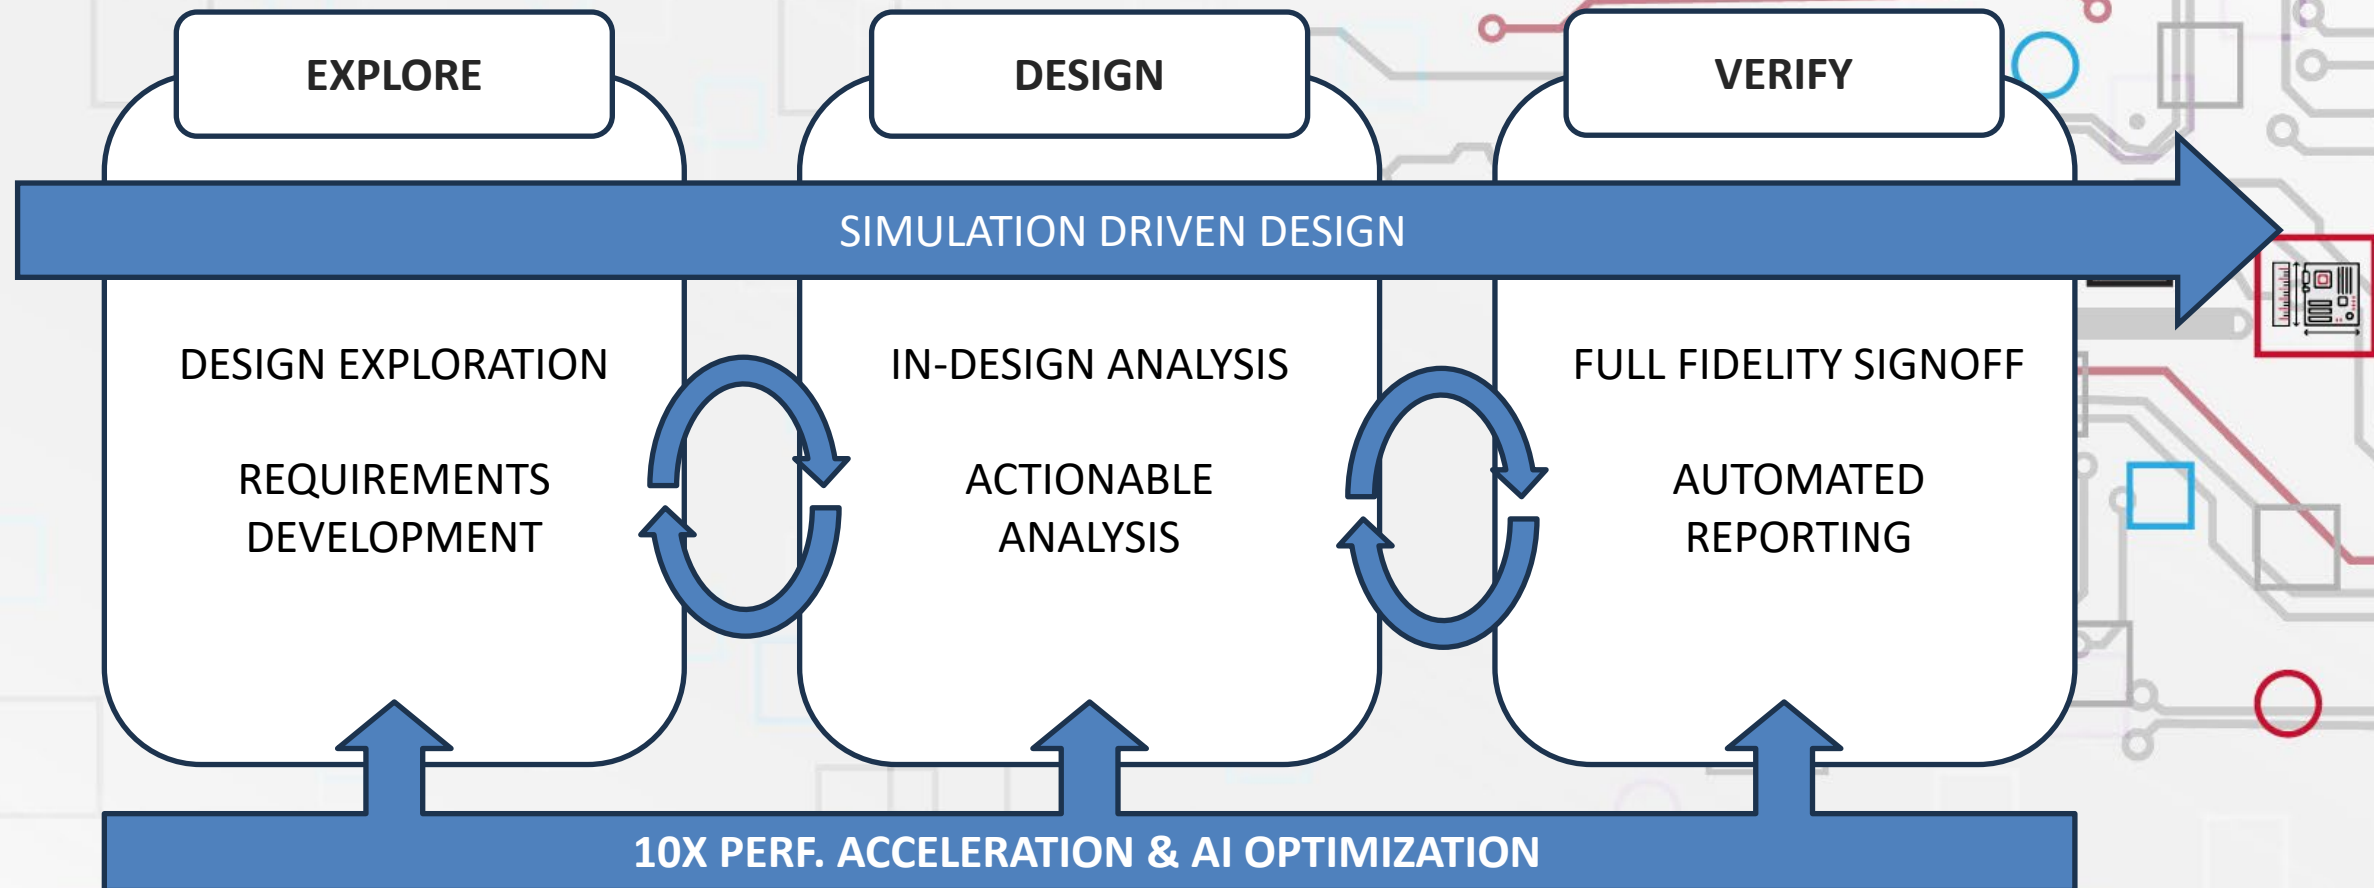 EXPLORE
DESIGN
VERIFY
SIMULATION DRIVEN DESIGN
DESIGN EXPLORATION
REQUIREMENTS
DEVELOPMENT
IN-DESIGN ANALYSIS
ACTIONABLE
ANALYSIS
FULL FIDELITY SIGNOFF
AUTOMATED
REPORTING
10X PERF. ACCELERATION & AI OPTIMIZATION